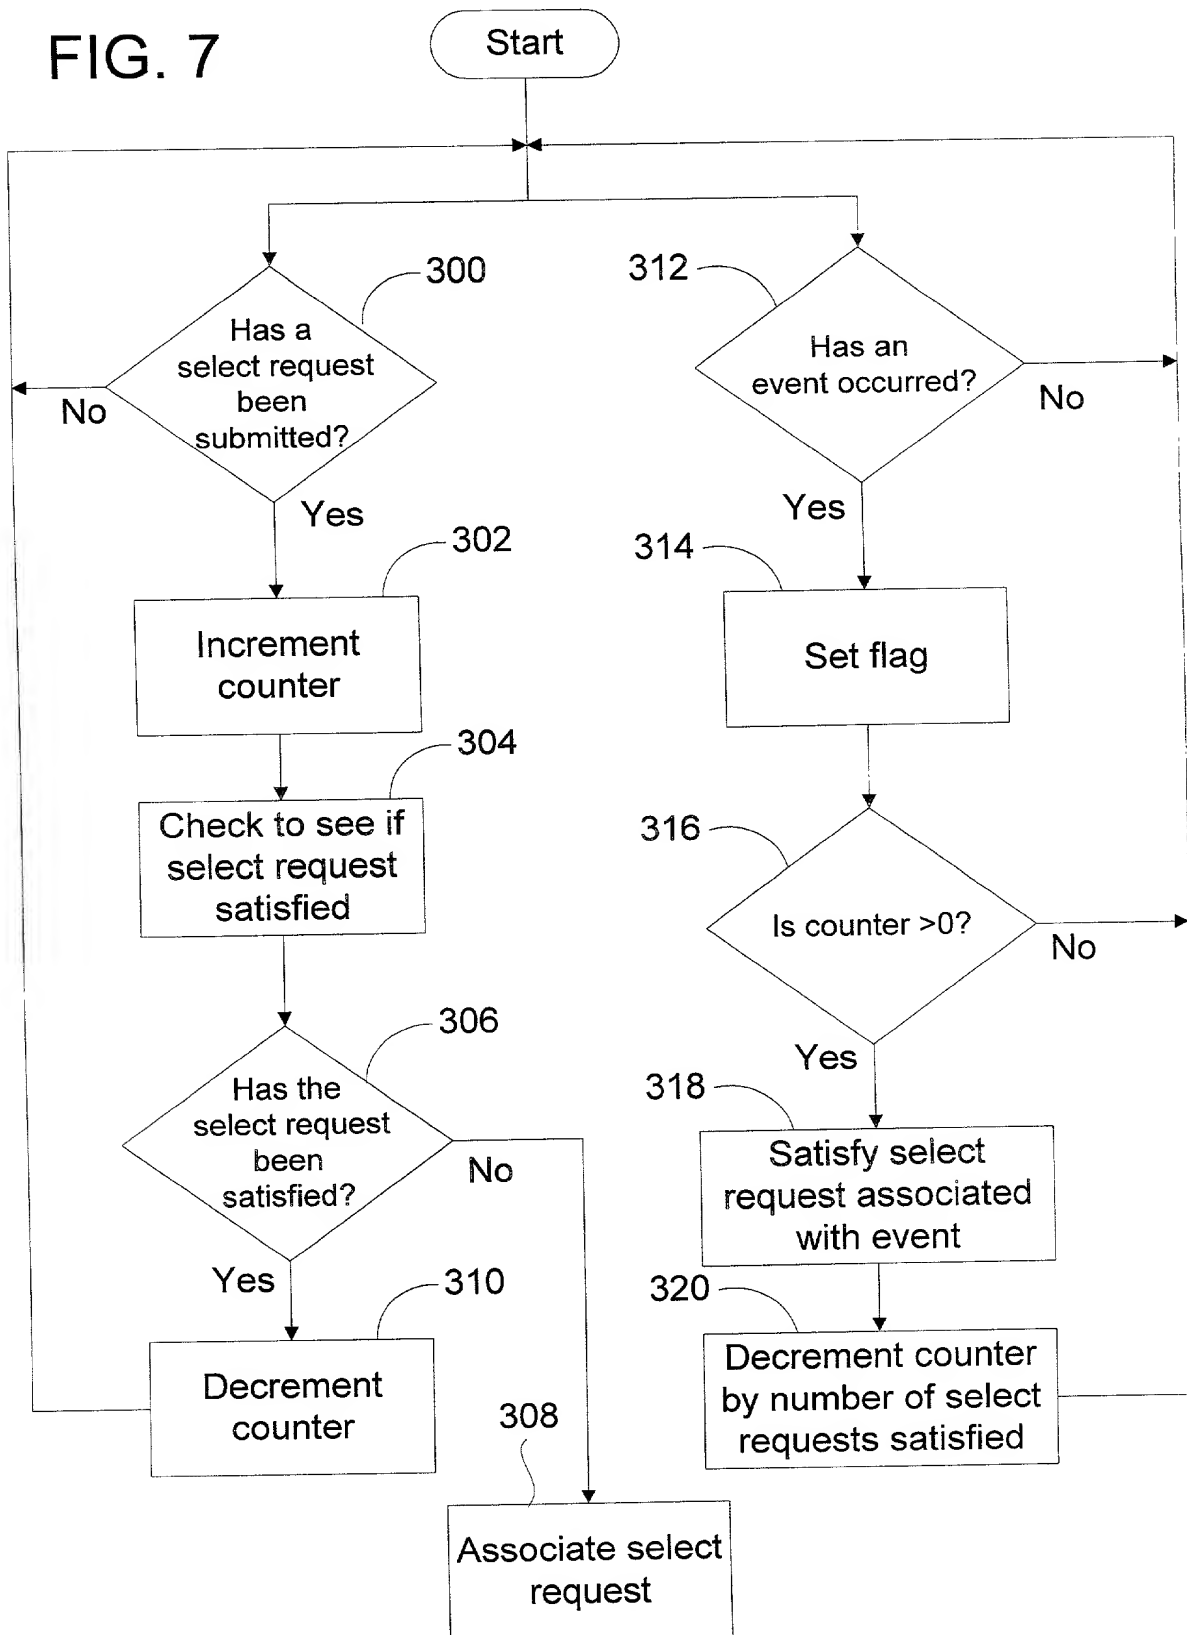 FIG. 7
Start
300
Has a
select request
been
submitted?
No
Yes
302
Increment
counter
304
Check to see if
select request
satisfied
306
Has the
select request
been
satisfied?
No
Yes
310
Decrement
counter
308
Associate select
request
312
Has an
event occurred?
No
Yes
314
Set flag
316
Is counter >0?
No
Yes
318
Satisfy select
request associated
with event
320
Decrement counter
by number of select
requests satisfied